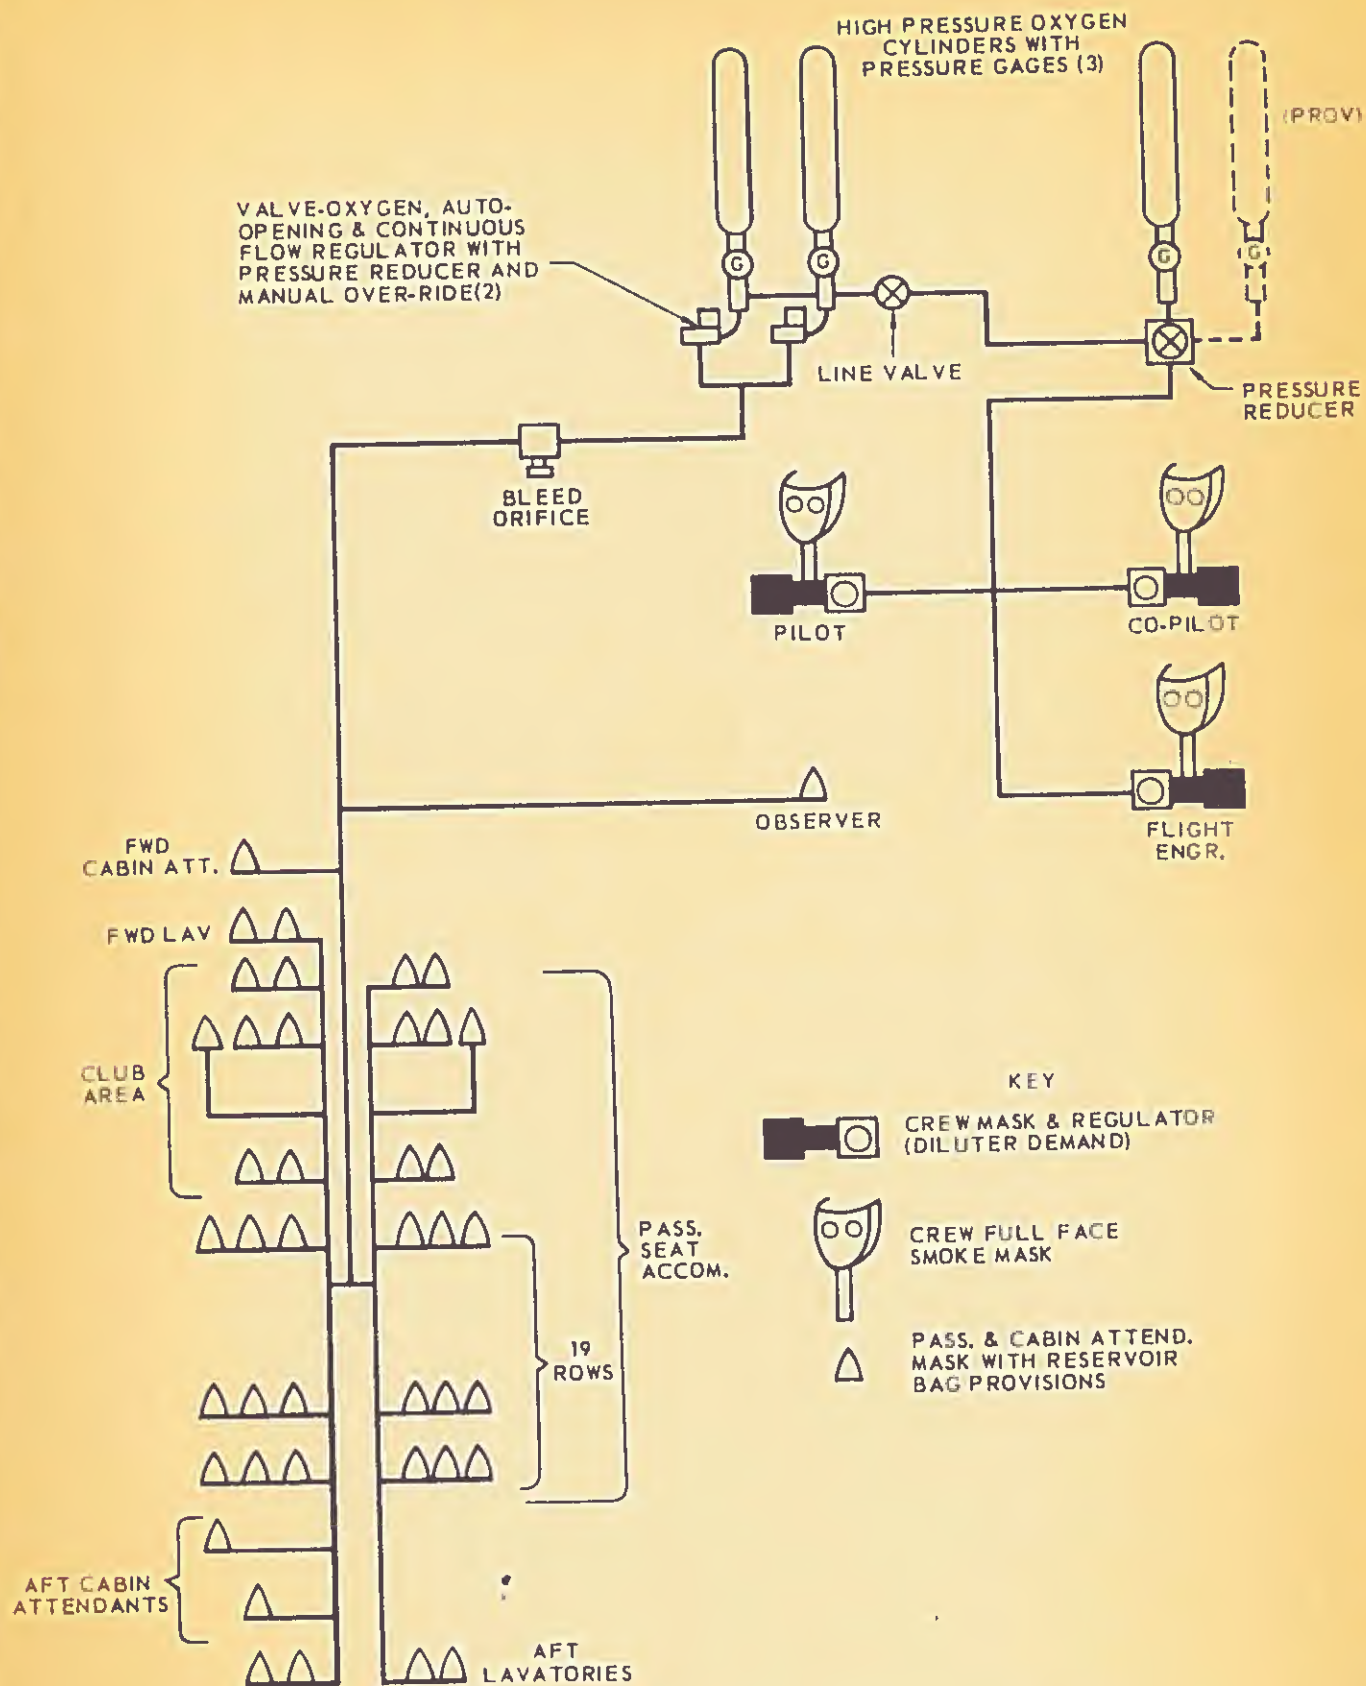 HIGH PRESSURE OXYGEN
CYLINDERS WITH
PRESSURE GAGES (3)
(PROV)
VALVE-OXYGEN, AUTO-
OPENING & CONTINUOUS
FLOW REGULATOR WITH
PRESSURE REDUCER AND
MANUAL OVER-RIDE(2)
G
G
G
G
LINE VALVE
PRESSURE
REDUCER
BLEED
ORIFICE
PILOT
CO-PILOT
OBSERVER
FLIGHT
ENGR.
FWD
CABIN ATT.
FWD LAV
CLUB
AREA
PASS.
SEAT
ACCOM.
19
ROWS
KEY
CREW MASK & REGULATOR
(DILUTER DEMAND)
CREW FULL FACE
SMOKE MASK
PASS. & CABIN ATTEND.
MASK WITH RESERVOIR
BAG PROVISIONS
AFT CABIN
ATTENDANTS
AFT
LAVATORIES